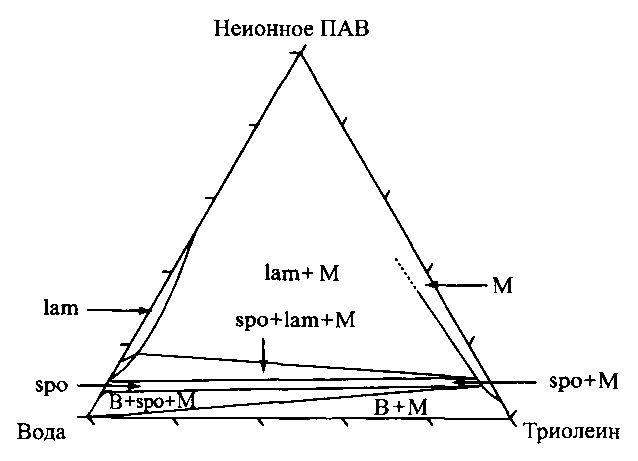 Неионное ПАВ
lam+ М
М
lam
spo+lam+М
spo
spo+М
В+spo+М
В+М
Вода
Триолеин